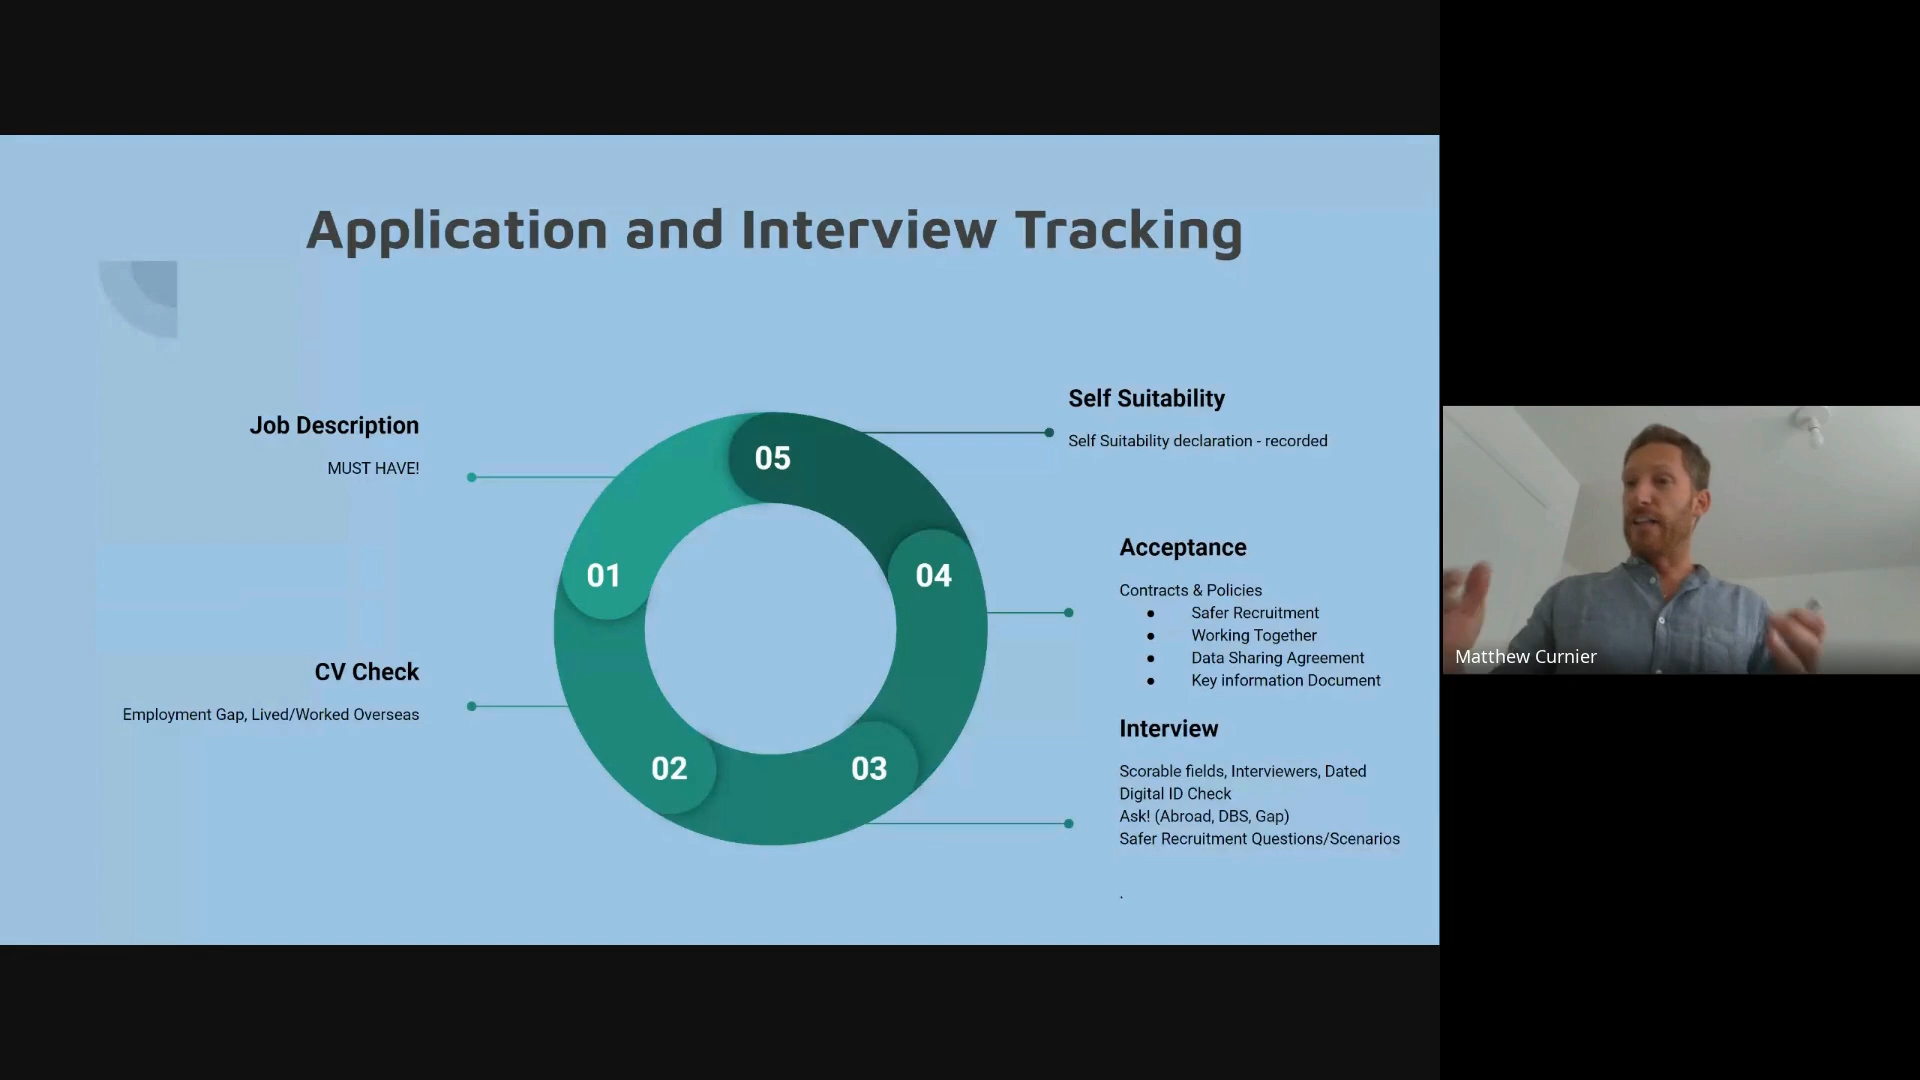 Application and Interview Tracking
Job Description
MUST HAVE!
CV Check
Employment Gap, Lived/Worked Overseas
01
02
03
04
05
Self Suitability
Self Suitability declaration - recorded
Acceptance
Contracts & Policies
● Safer Recruitment
● Working Together
● Data Sharing Agreement
● Key information Document
Interview
Scorable fields, Interviewers, Dated
Digital ID Check
Ask! (Abroad, DBS, Gap)
Safer Recruitment Questions/Scenarios
.
Matthew Curnier